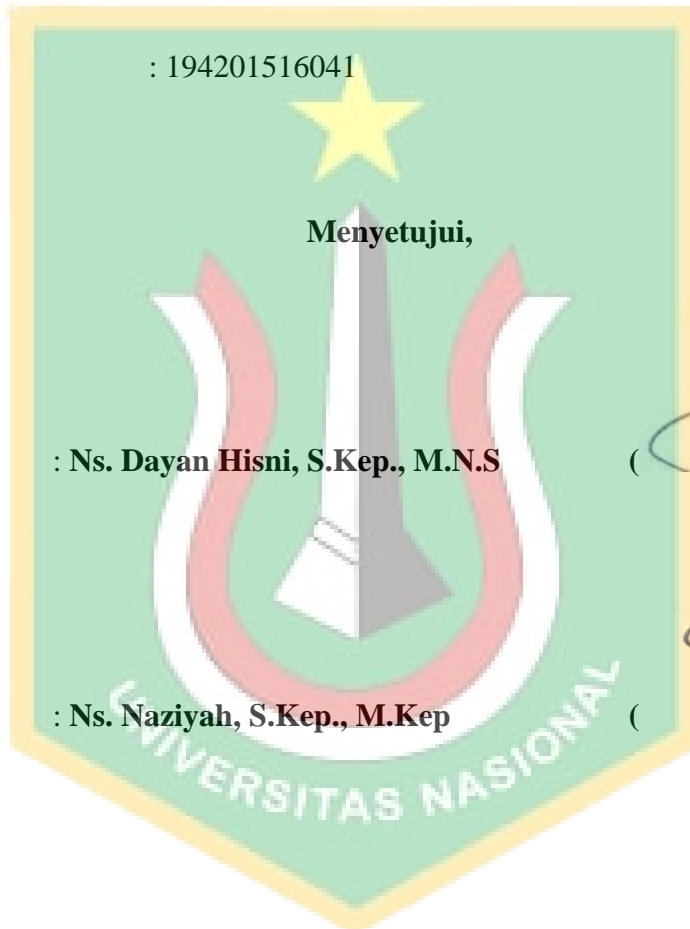 : 194201516041
Menyetujui,
: Ns. Dayan Hisni, S.Kep., M.N.S (
: Ns. Naziyah, S.Kep., M.Kep (
UNIVERSITAS NASIONAL